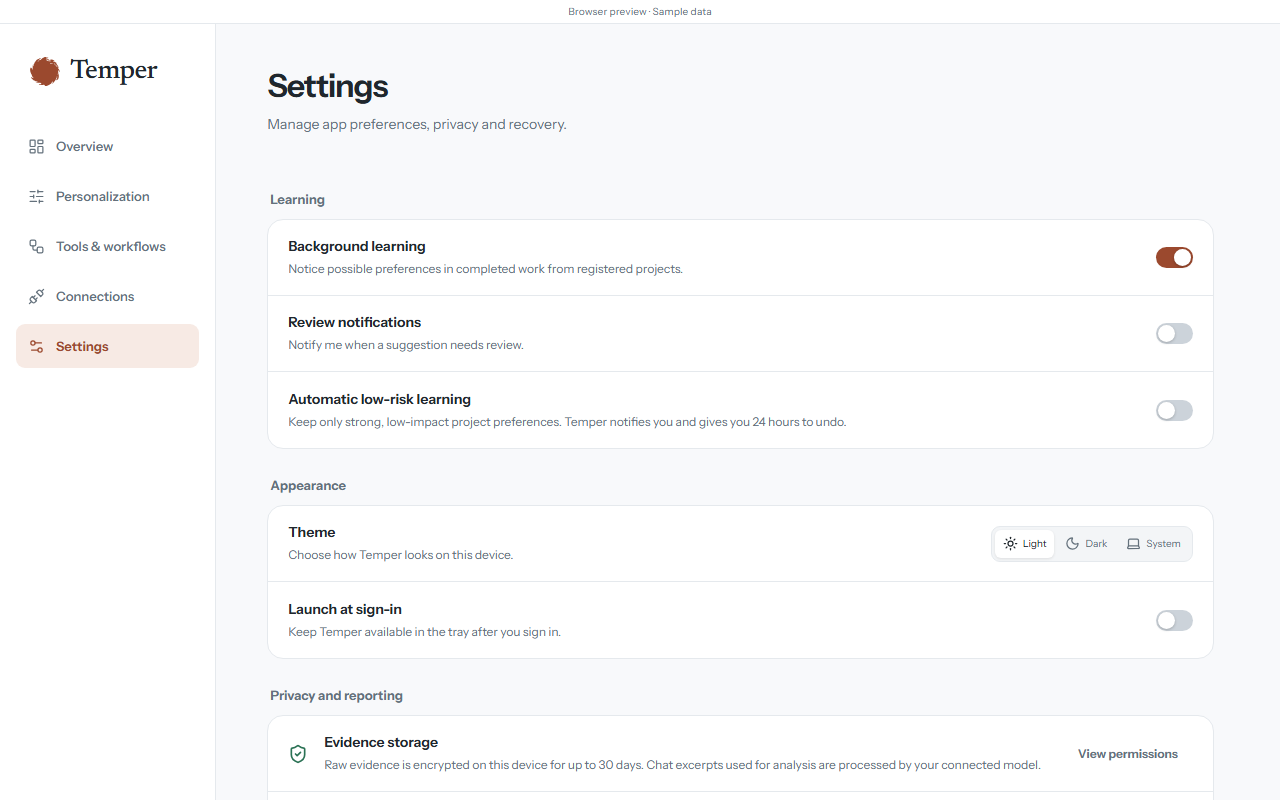 Browser preview · Sample data
Temper
Overview
Personalization
Tools & workflows
Connections
Settings
Settings
Manage app preferences, privacy and recovery.
Learning
Background learning
Notice possible preferences in completed work from registered projects.
Review notifications
Notify me when a suggestion needs review.
Automatic low-risk learning
Keep only strong, low-impact project preferences. Temper notifies you and gives you 24 hours to undo.
Appearance
Theme
Choose how Temper looks on this device.
Light Dark System
Launch at sign-in
Keep Temper available in the tray after you sign in.
Privacy and reporting
Evidence storage
Raw evidence is encrypted on this device for up to 30 days. Chat excerpts used for analysis are processed by your connected model.
View permissions